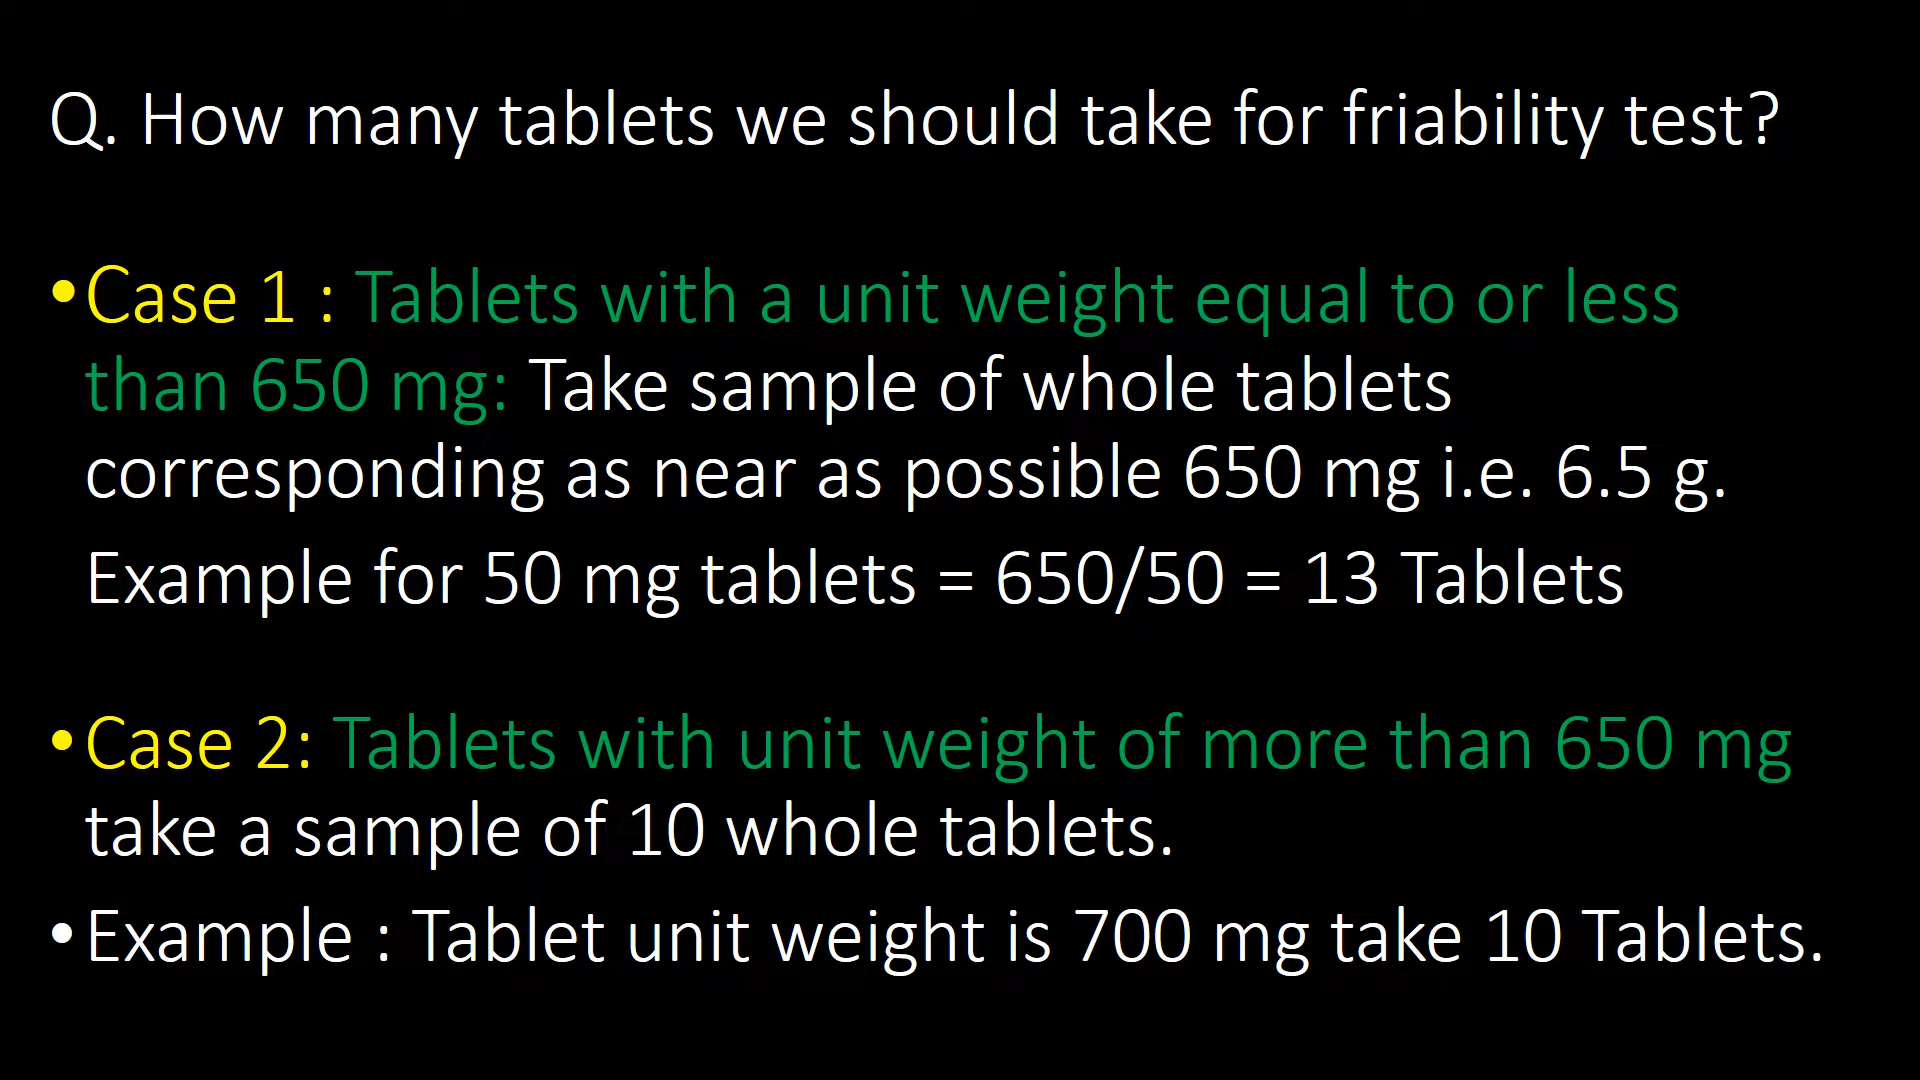 Q. How many tablets we should take for friability test?
•Case 1 : Tablets with a unit weight equal to or less
than 650 mg: Take sample of whole tablets
corresponding as near as possible 650 mg i.e. 6.5 g.
Example for 50 mg tablets = 650/50 = 13 Tablets
•Case 2: Tablets with unit weight of more than 650 mg
take a sample of 10 whole tablets.
•Example : Tablet unit weight is 700 mg take 10 Tablets.